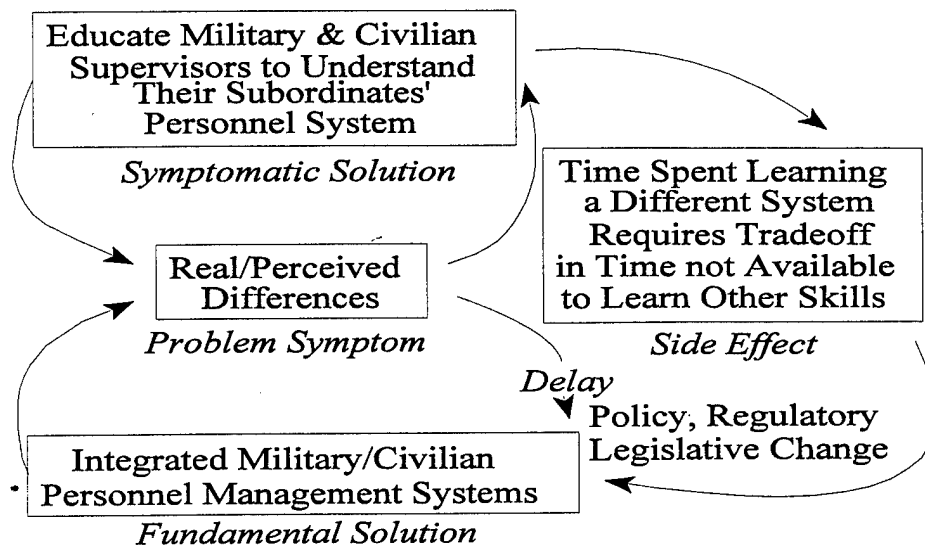 Educate Military & Civilian
Supervisors to Understand
Their Subordinates'
Personnel System
Symptomatic Solution
Time Spent Learning
a Different System
Requires Tradeoff
in Time not Available
to Learn Other Skills
Side Effect
Real/Perceived
Differences
Problem Symptom
Delay
Policy, Regulatory
Legislative Change
Integrated Military/Civilian
Personnel Management Systems
Fundamental Solution